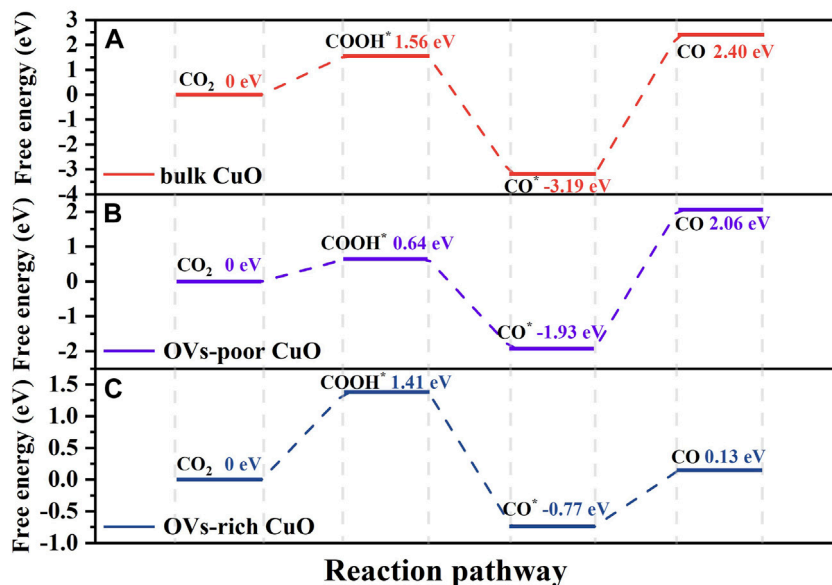 A
Free energy (eV)
3
2
1
0
-1
-2
-3
-4
CO₂ 0 eV
COOH* 1.56 eV
CO* -3.19 eV
CO 2.40 eV
bulk CuO
B
Free energy (eV)
2
1
0
-1
-2
CO₂ 0 eV
COOH* 0.64 eV
CO* -1.93 eV
CO 2.06 eV
OVs-poor CuO
C
Free energy (eV)
1.5
1.0
0.5
0.0
-0.5
-1.0
CO₂ 0 eV
COOH* 1.41 eV
CO* -0.77 eV
CO 0.13 eV
OVs-rich CuO
Reaction pathway